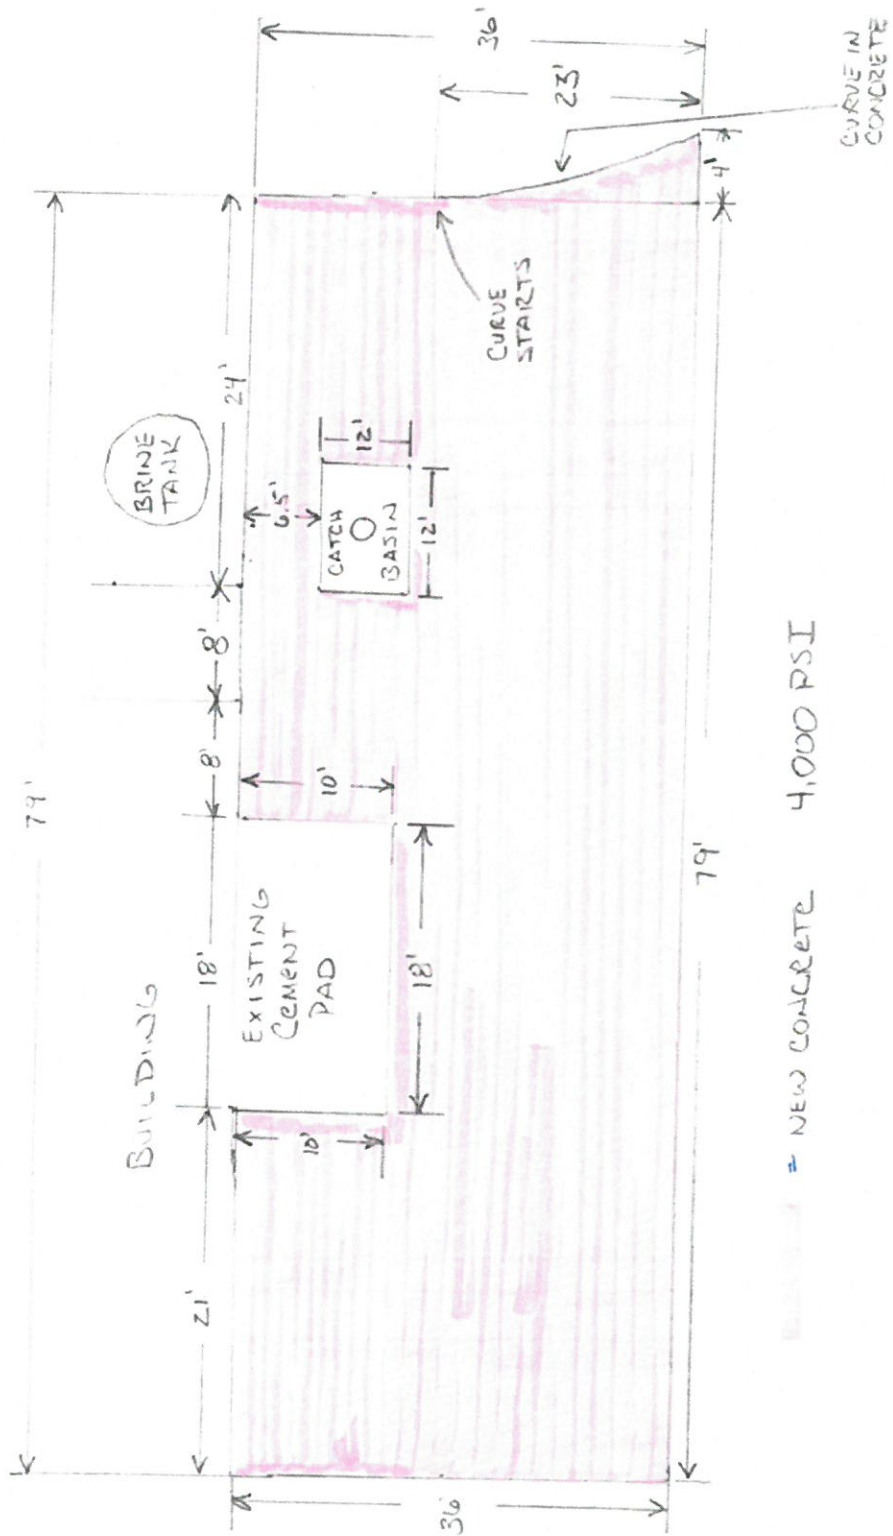 79'
BUILDING
BRINE
TANK
21'
18'
8'
8'
24'
36'
10'
EXISTING
CEMENT
PAD
10'
6.5'
CATCH
BASIN
12'
12'
18'
CURVE
STARTS
36'
23'
4'
CURVE IN
CONCRETE
79'
= NEW CONCRETE 4,000 PSI